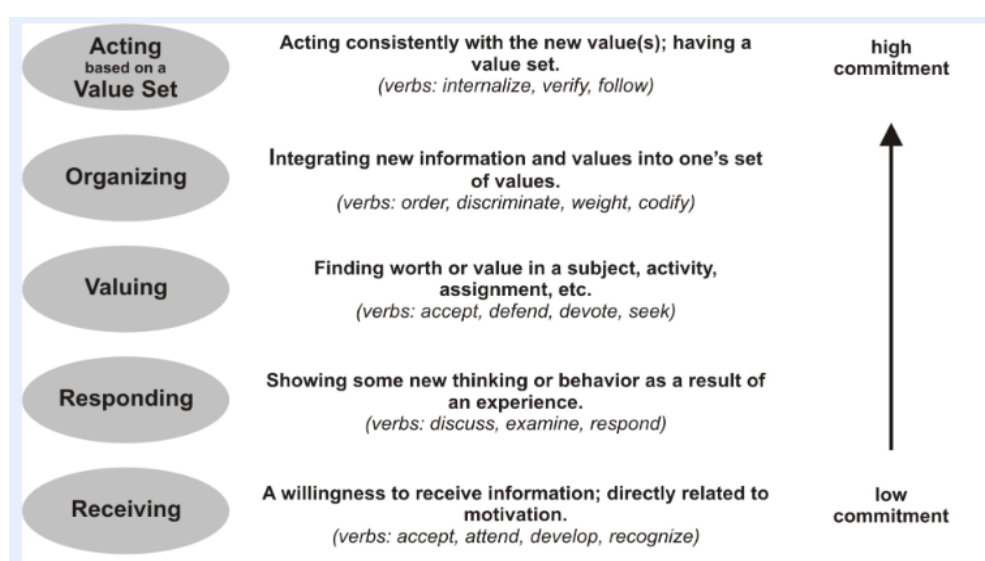 Acting
based on a
Value Set
Acting consistently with the new value(s); having a
value set.
(verbs: internalize, verify, follow)
high
commitment
Organizing
Integrating new information and values into one's set
of values.
(verbs: order, discriminate, weight, codify)
Valuing
Finding worth or value in a subject, activity,
assignment, etc.
(verbs: accept, defend, devote, seek)
Responding
Showing some new thinking or behavior as a result of
an experience.
(verbs: discuss, examine, respond)
Receiving
A willingness to receive information; directly related to
motivation.
(verbs: accept, attend, develop, recognize)
low
commitment